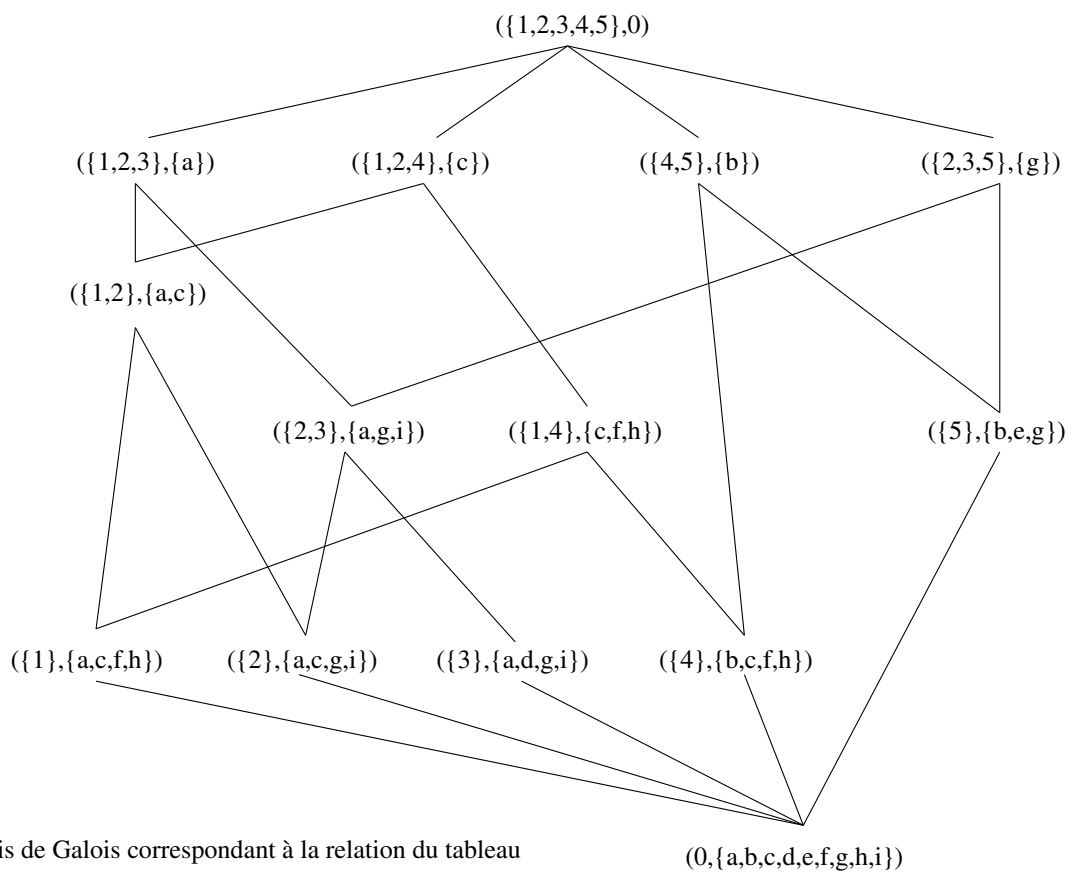 ({1,2,3,4,5},0)
({1,2,3},{a}) ({1,2,4},{c}) ({4,5},{b}) ({2,3,5},{g})
({1,2},{a,c})
({2,3},{a,g,i}) ({1,4},{c,f,h}) ({5},{b,e,g})
({1},{a,c,f,h}) ({2},{a,c,g,i}) ({3},{a,d,g,i}) ({4},{b,c,f,h})
is de Galois correspondant à la relation du tableau
(0,{a,b,c,d,e,f,g,h,i})